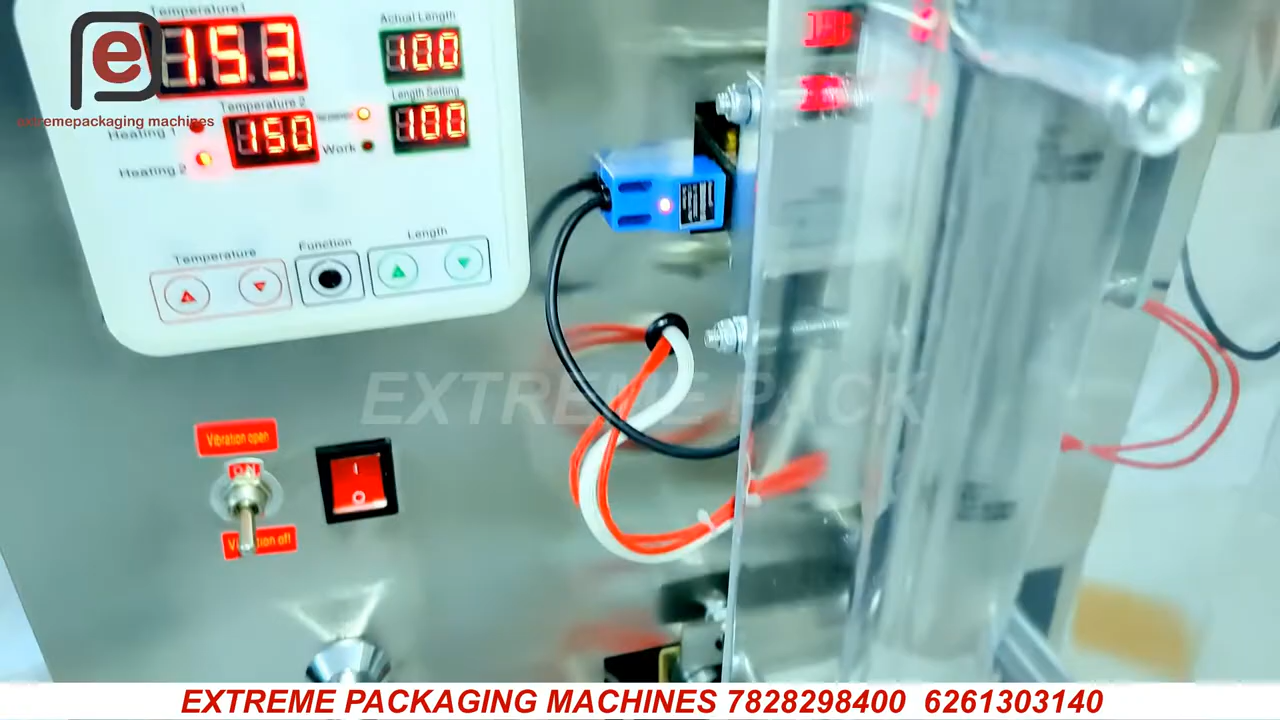 Temperature1
153
Actual Length
100
e
extremepackaging machines
Temperature 2
150
Length Setting
100
Heating 1
Heating 2
Work
Temperature
Function
Length
EXTREME PACK
Vibration open
ON
Vibration off
I
O
EXTREME PACKAGING MACHINES 7828298400 6261303140